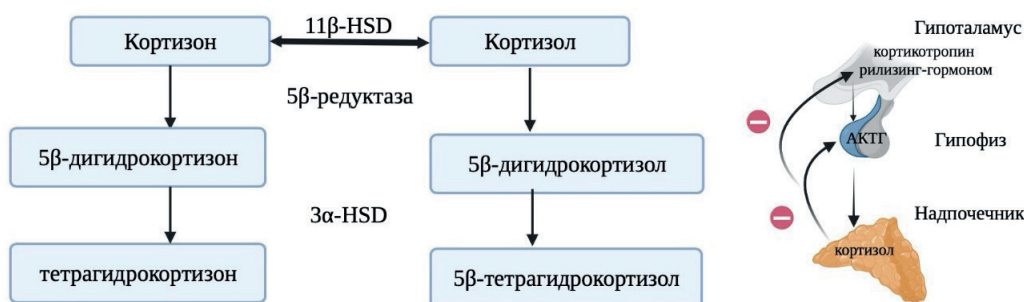 Кортизон
11β-HSD
Кортизол
5β-редуктаза
5β-дигидрокортизон
5β-дигидрокортизол
3α-HSD
тетрагидрокортизон
5β-тетрагидрокортизол
Гипоталамус
кортикотропин
рилизинг-гормоном
АКТГ
Гипофиз
Надпочечник
кортизол